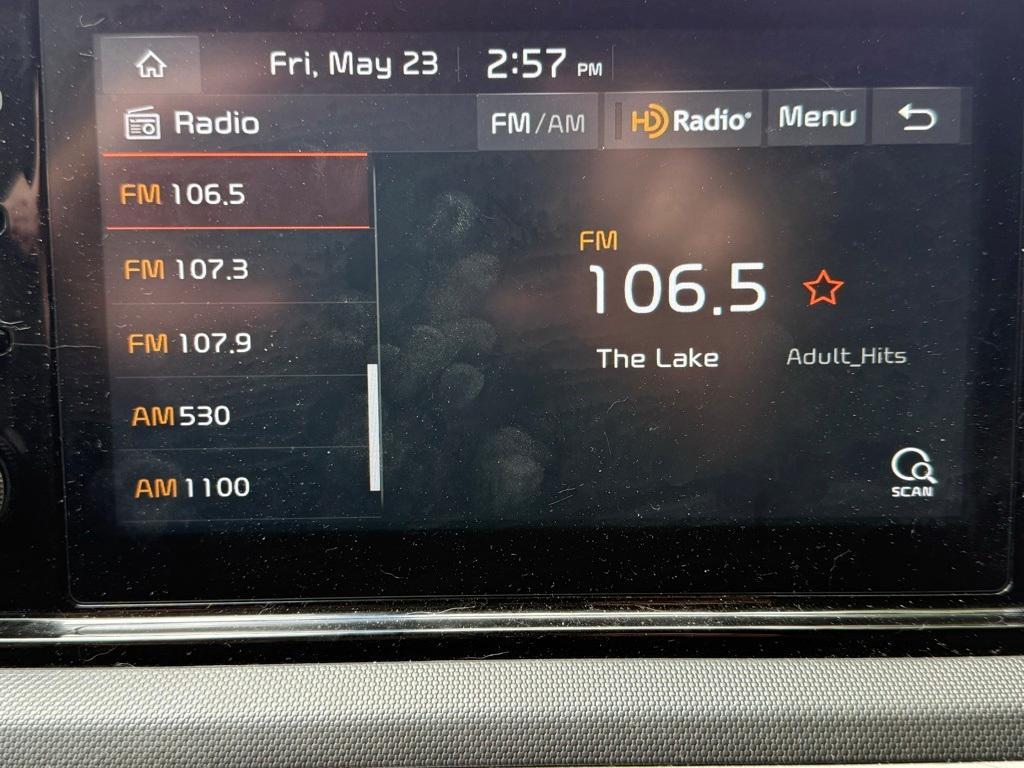 Fri, May 23 2:57 PM
Radio FM/AM HD Radio® Menu
FM 106.5
FM 107.3
FM 107.9
AM 530
AM 1100
FM
106.5
The Lake Adult_Hits
SCAN